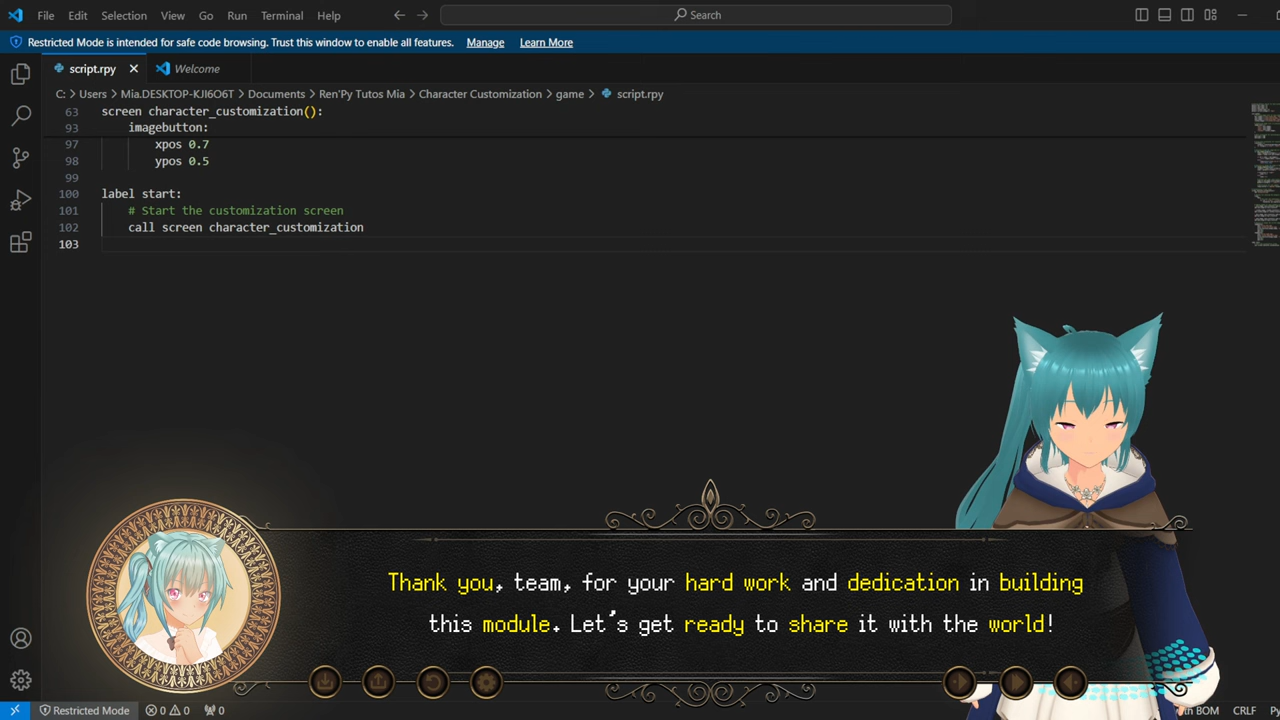 File Edit Selection View Go Run Terminal Help
Search
Restricted Mode is intended for safe code browsing. Trust this window to enable all features. Manage Learn More
script.rpy Welcome
C: > Users > Mia.DESKTOP-KJI6O6T > Documents > Ren'Py Tutos Mia > Character Customization > game > script.rpy
63 screen character_customization():
93 imagebutton:
97 xpos 0.7
98 ypos 0.5
99
100 label start:
101 # Start the customization screen
102 call screen character_customization
103
Thank you, team, for your hard work and dedication in building
this module. Let's get ready to share it with the world!
Restricted Mode 0 0 0 BOM CRLF